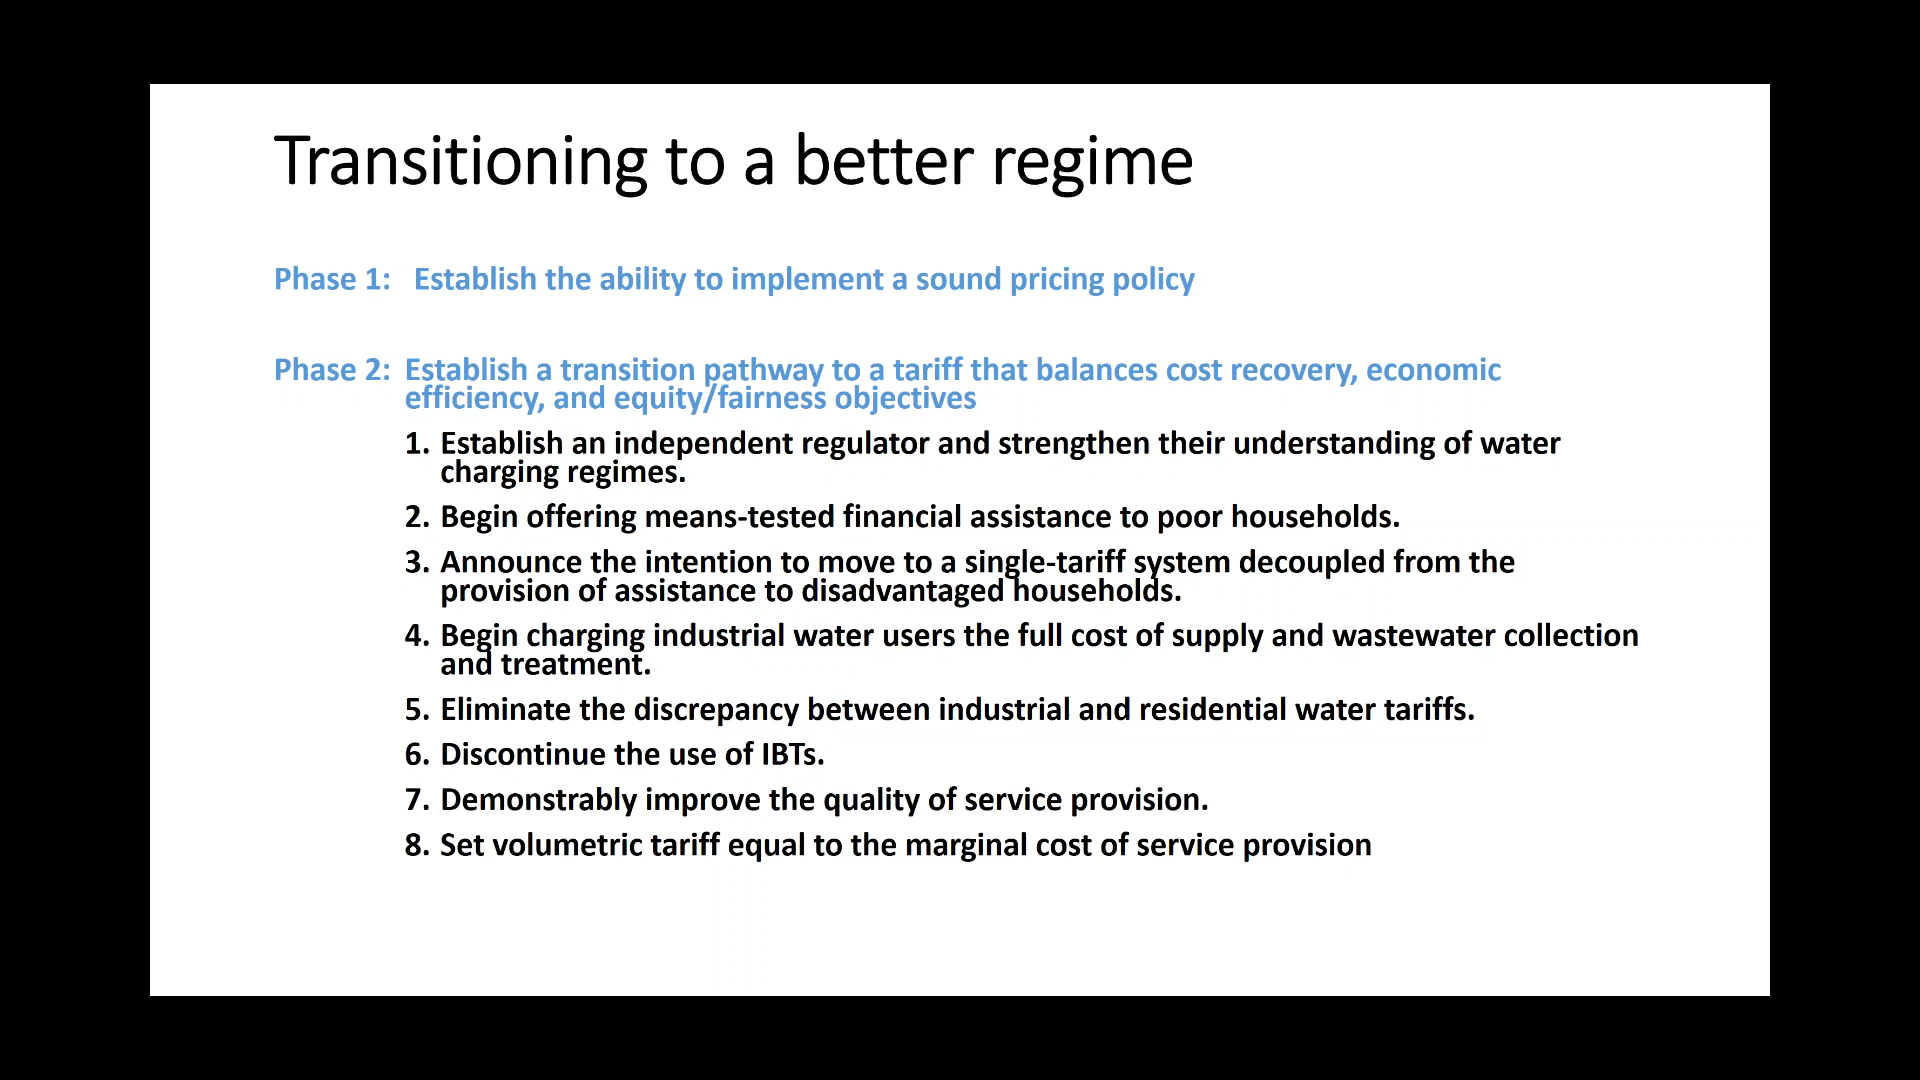 Transitioning to a better regime
Phase 1: Establish the ability to implement a sound pricing policy
Phase 2: Establish a transition pathway to a tariff that balances cost recovery, economic
efficiency, and equity/fairness objectives
1. Establish an independent regulator and strengthen their understanding of water
charging regimes.
2. Begin offering means-tested financial assistance to poor households.
3. Announce the intention to move to a single-tariff system decoupled from the
provision of assistance to disadvantaged households.
4. Begin charging industrial water users the full cost of supply and wastewater collection
and treatment.
5. Eliminate the discrepancy between industrial and residential water tariffs.
6. Discontinue the use of IBTs.
7. Demonstrably improve the quality of service provision.
8. Set volumetric tariff equal to the marginal cost of service provision